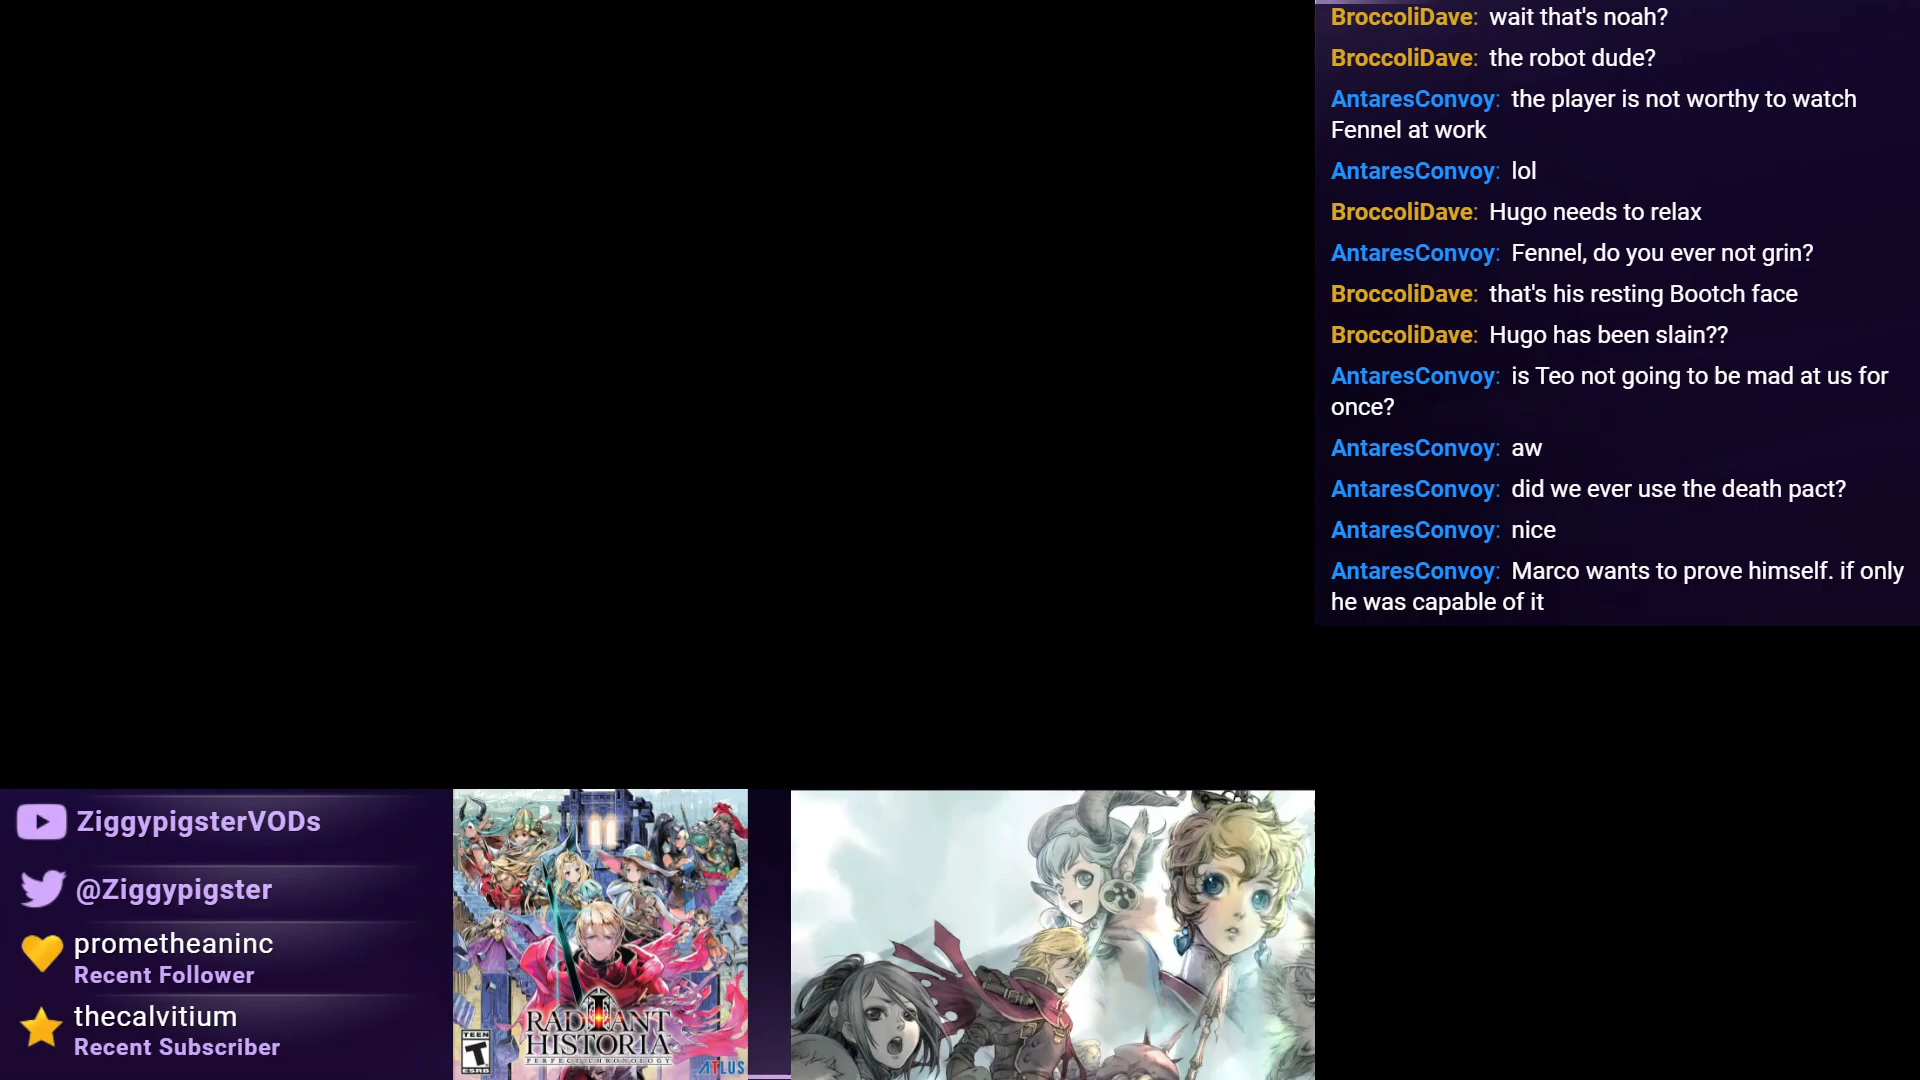 BroccoliDave: wait that's noah?
BroccoliDave: the robot dude?
AntaresConvoy: the player is not worthy to watch
Fennel at work
AntaresConvoy: lol
BroccoliDave: Hugo needs to relax
AntaresConvoy: Fennel, do you ever not grin?
BroccoliDave: that's his resting Bootch face
BroccoliDave: Hugo has been slain??
AntaresConvoy: is Teo not going to be mad at us for
once?
AntaresConvoy: aw
AntaresConvoy: did we ever use the death pact?
AntaresConvoy: nice
AntaresConvoy: Marco wants to prove himself. if only
he was capable of it
ZiggypigsterVODs
@Ziggypigster
prometheaninc
Recent Follower
thecalvitium
Recent Subscriber
RADIANT
HISTORIA
PERFECT CHRONOLOGY
TEEN
T
ESRB
ATLUS